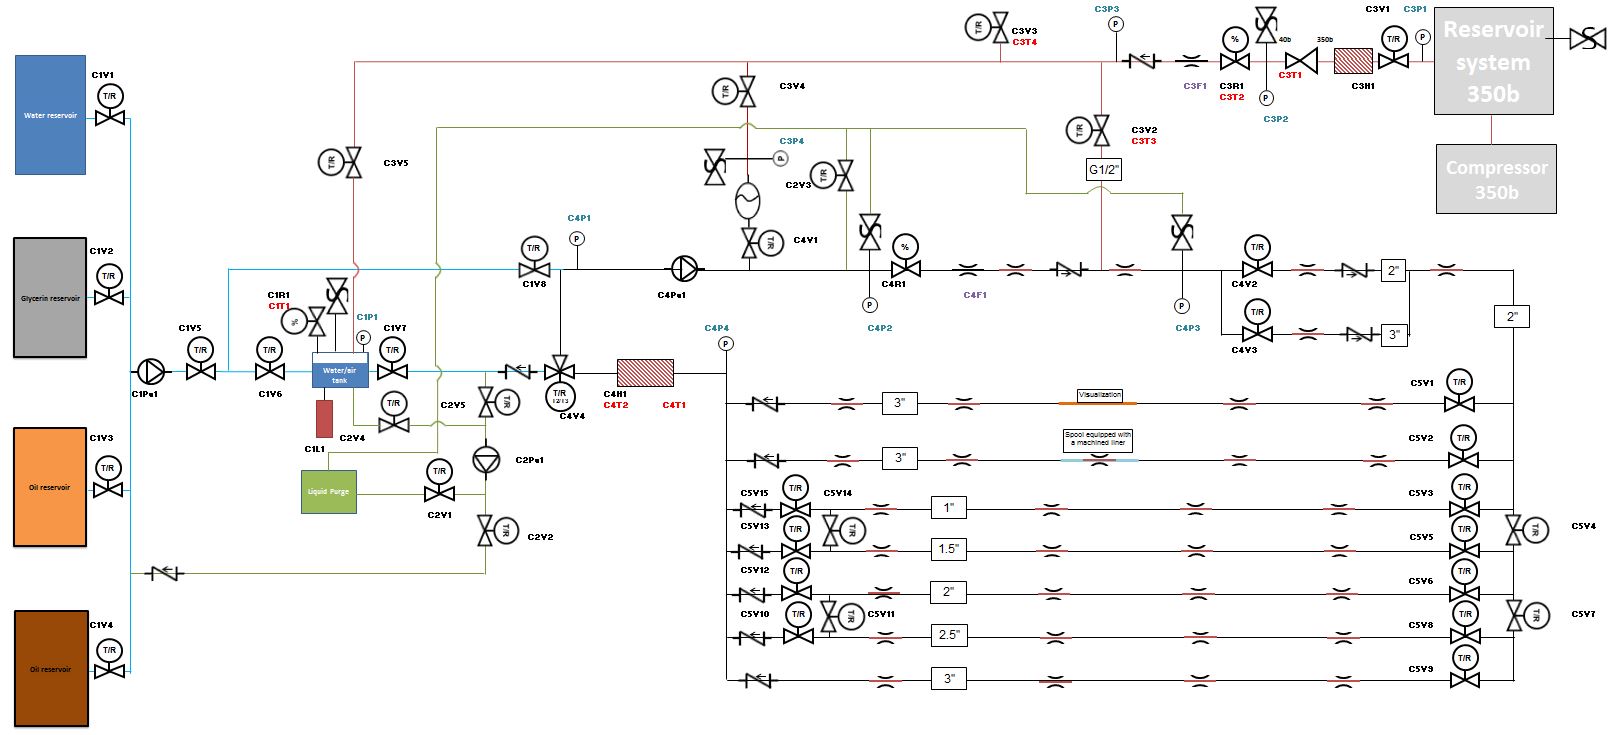 C3P3
C3V1
C3P1
T/R
C3V3
C3T4
P
%
40b
350b
T/R
P
Reservoir
system
350b
C3F1
C3R1
C3T2
C3T1
C3H1
P
C3P2
C1V1
T/R
Water reservoir
T/R
C3V4
T/R
C3V2
C3T3
Compressor
350b
T/R
C3V5
C3P4
P
G1/2"
T/R
C2V3
C4P1
P
T/R
C4V1
C1V2
T/R
Glycerin reservoir
T/R
C1V8
C4Pe1
%
C4R1
C4F1
P
C4P2
P
C4P3
T/R
C4V2
2"
T/R
C4V3
3"
2"
C1R1
C1T1
%
C1P1
P
C1V5
T/R
C1Pe1
T/R
C1V6
Water/air
tank
C1V7
T/R
T/R
T2/T3
C4V4
C4H1
C4T2
C4T1
C4P4
P
C1L1
C2V4
T/R
C2V5
T/R
C2Pe1
Liquid Purge
T/R
C2V1
T/R
C2V2
C1V3
T/R
Oil reservoir
C1V4
T/R
Oil reservoir
3"
Visualization
C5V1
T/R
3"
Spool equipped with
a machined liner
C5V2
T/R
C5V15
T/R
C5V14
1"
C5V3
T/R
C5V13
T/R
T/R
1.5"
C5V5
T/R
T/R
C5V4
C5V12
T/R
2"
C5V6
T/R
C5V10
T/R
T/R
C5V11
2.5"
C5V8
T/R
T/R
C5V7
3"
C5V9
T/R